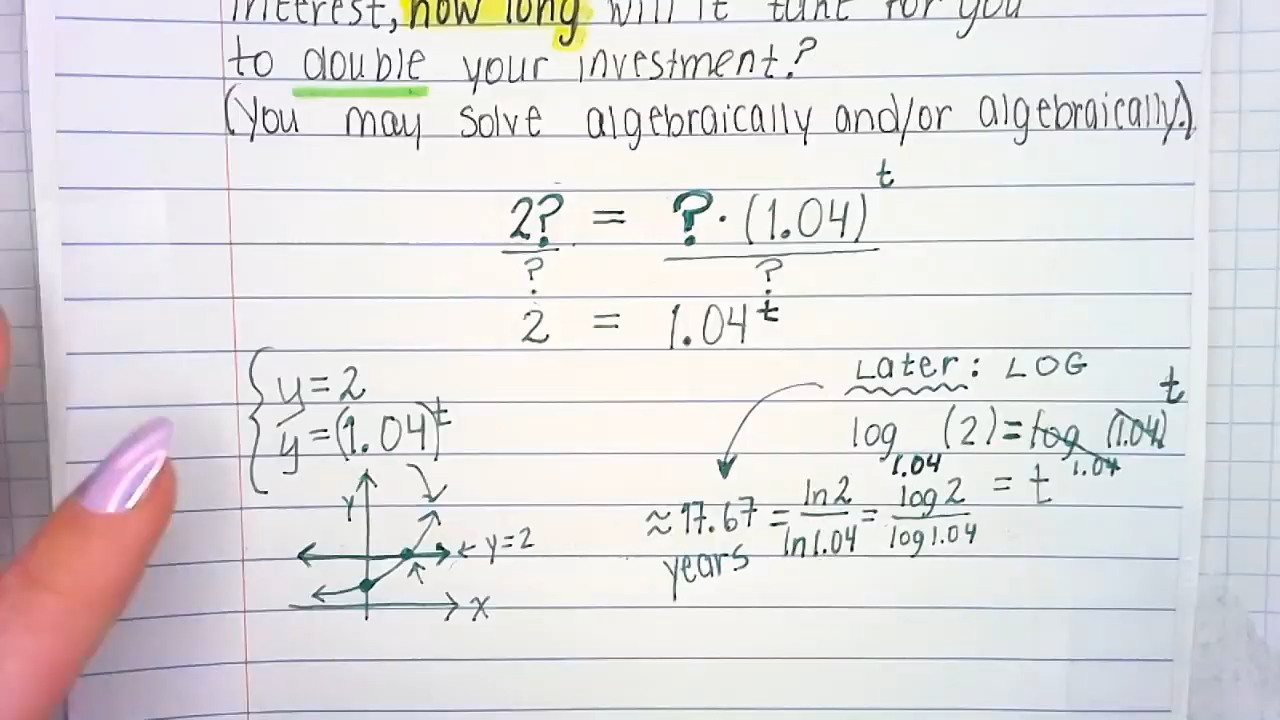 interest, how long will it take for you
to double your investment?
(You may solve algebraically and/or algebraically.)
2? = ?·(1.04)^t
? ?
2 = 1.04^t
{ y=2
y=(1.04)^t
Later: LOG
log_1.04 (2) = log_1.04 (1.04)^t
≈17.67 = ln2/ln1.04 = log2/log1.04 = t
years
y
← y=2
x